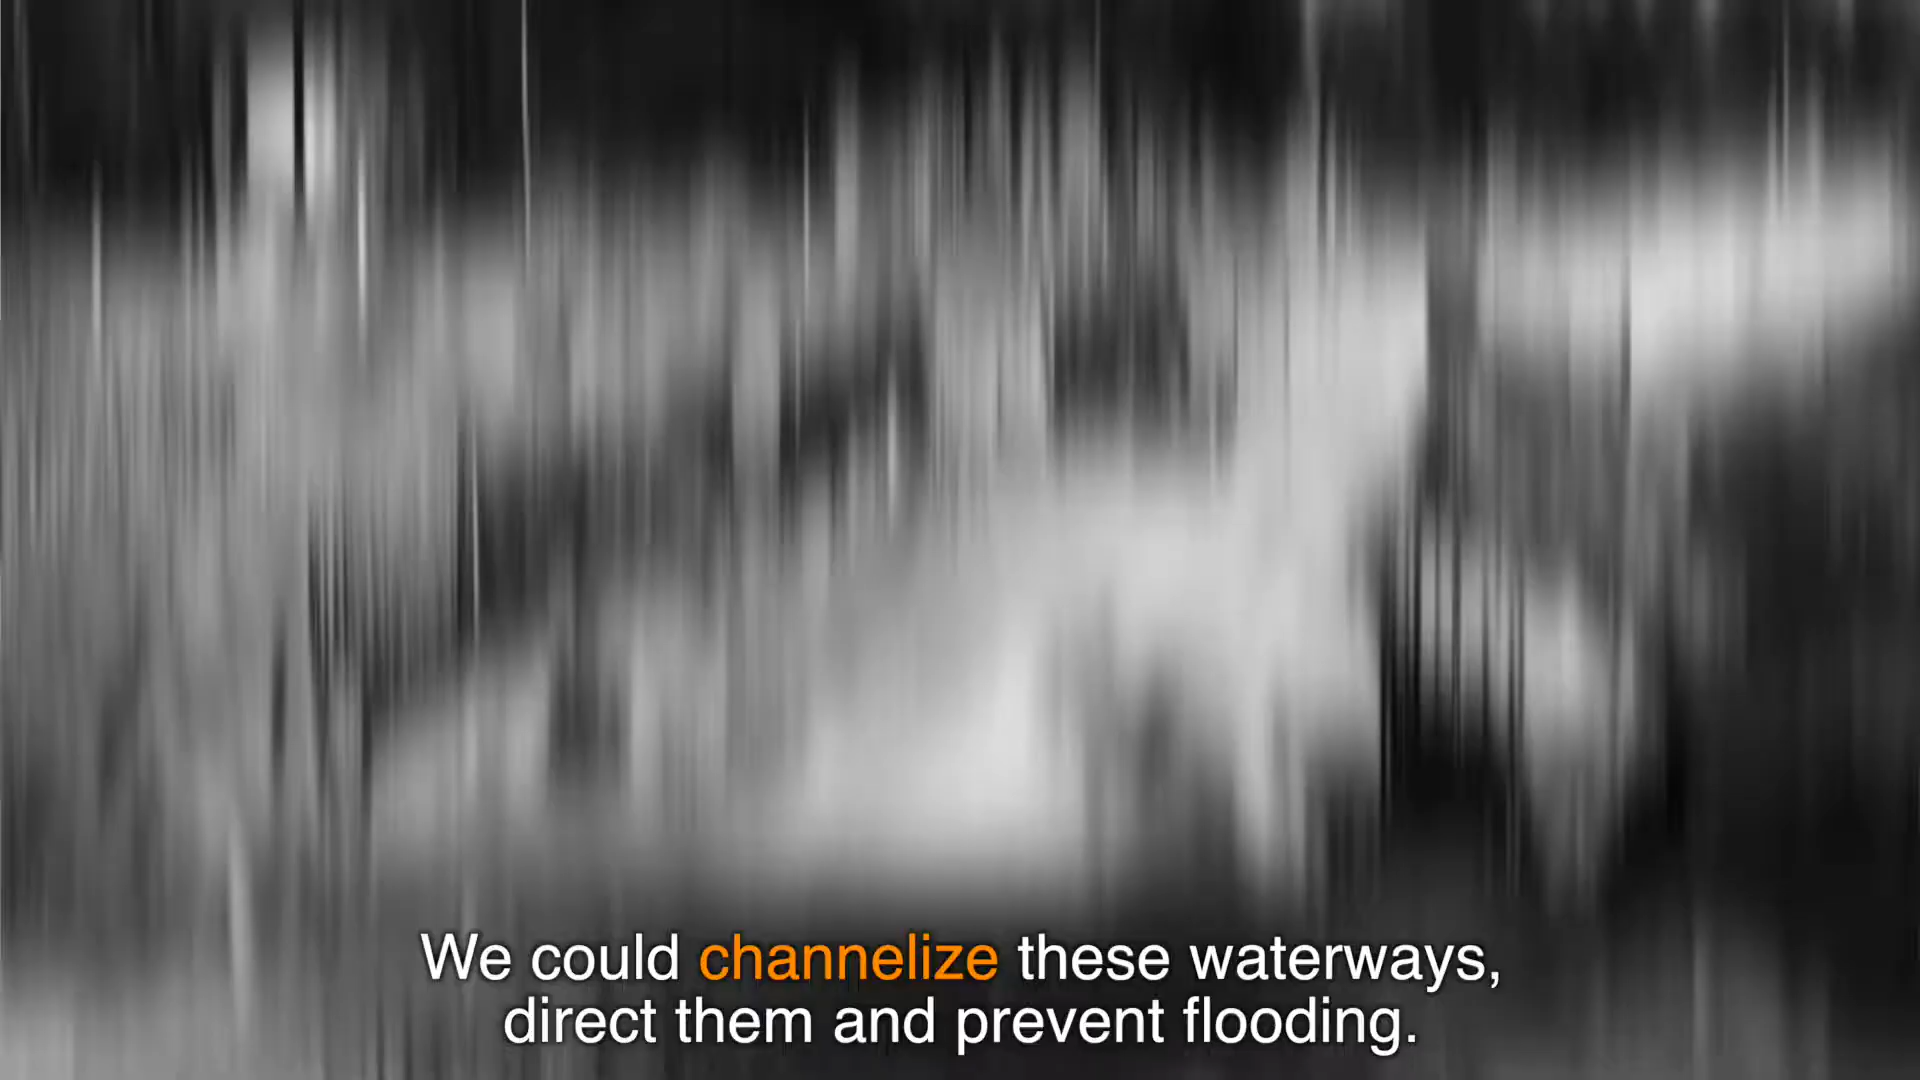 We could channelize these waterways,
direct them and prevent flooding.